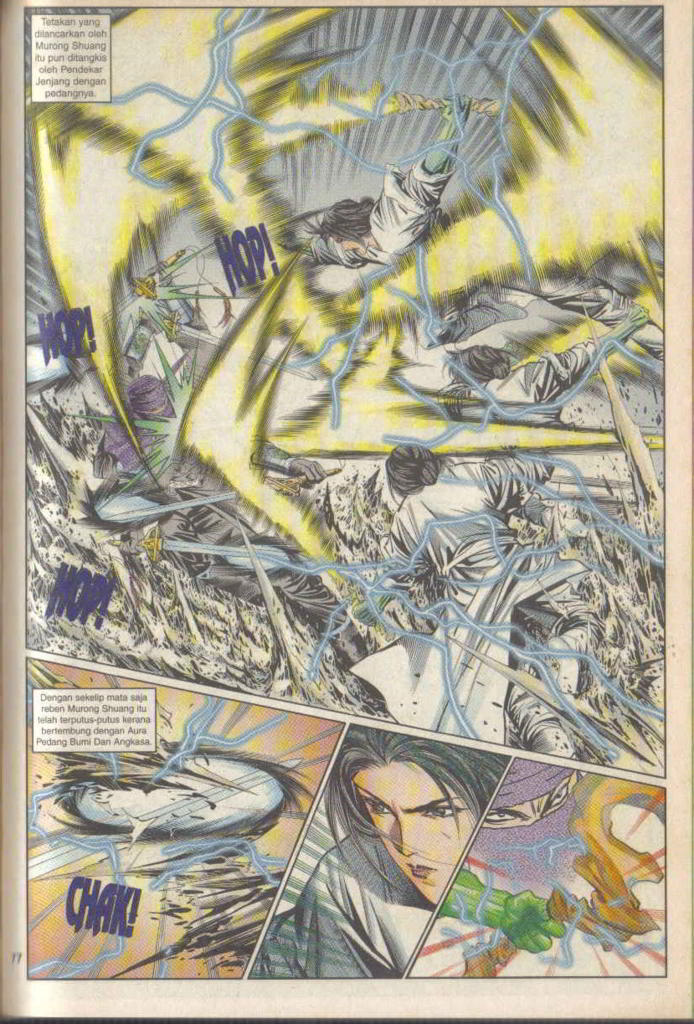 Tetakan yang
dilancarkan oleh
Murong Shuang
itu pun ditangkis
oleh Pendekar
Jenjang dengan
pedangnya.
HOP!
HOP!
HOP!
Dengan sekelip mata saja
reben Murong Shuang itu
telah terputus-putus kerana
bertembung dengan Aura
Pedang Bumi Dan Angkasa.
CHAK!